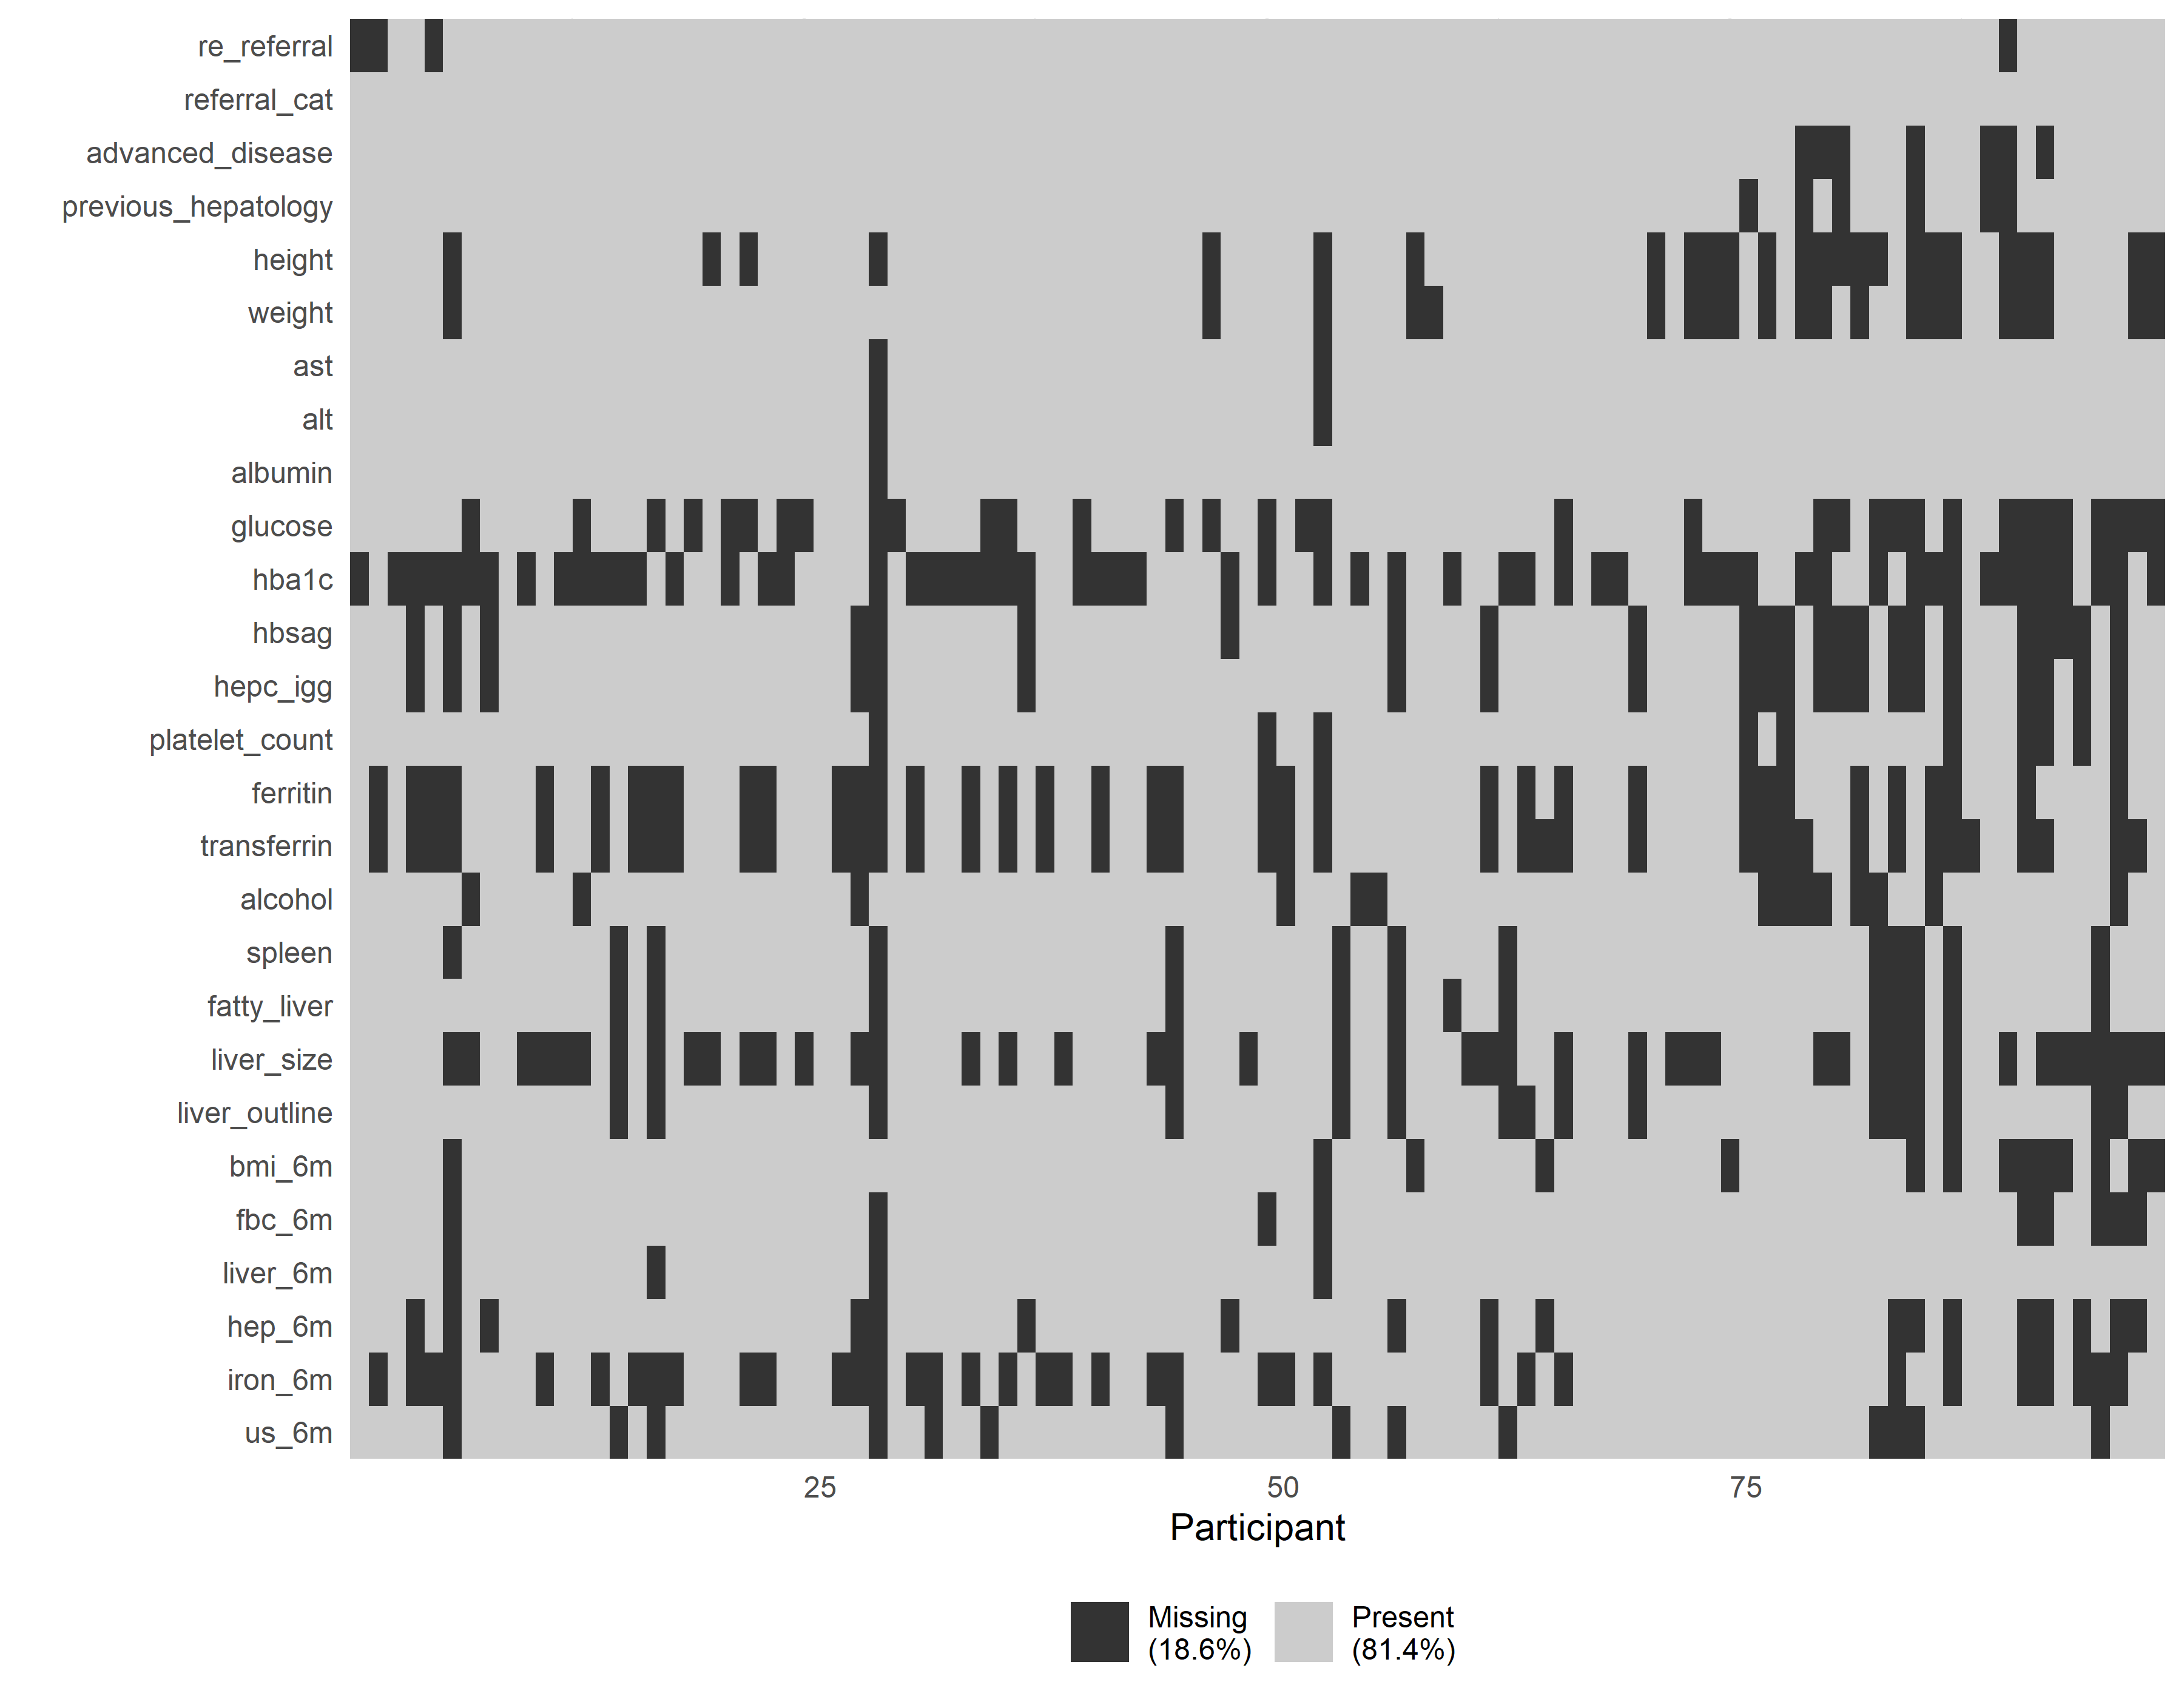 re_referral
referral_cat
advanced_disease
previous_hepatology
height
weight
ast
alt
albumin
glucose
hba1c
hbsag
hepc_igg
platelet_count
ferritin
transferrin
alcohol
spleen
fatty_liver
liver_size
liver_outline
bmi_6m
fbc_6m
liver_6m
hep_6m
iron_6m
us_6m
25 50 75
Participant
Missing Present
(18.6%) (81.4%)